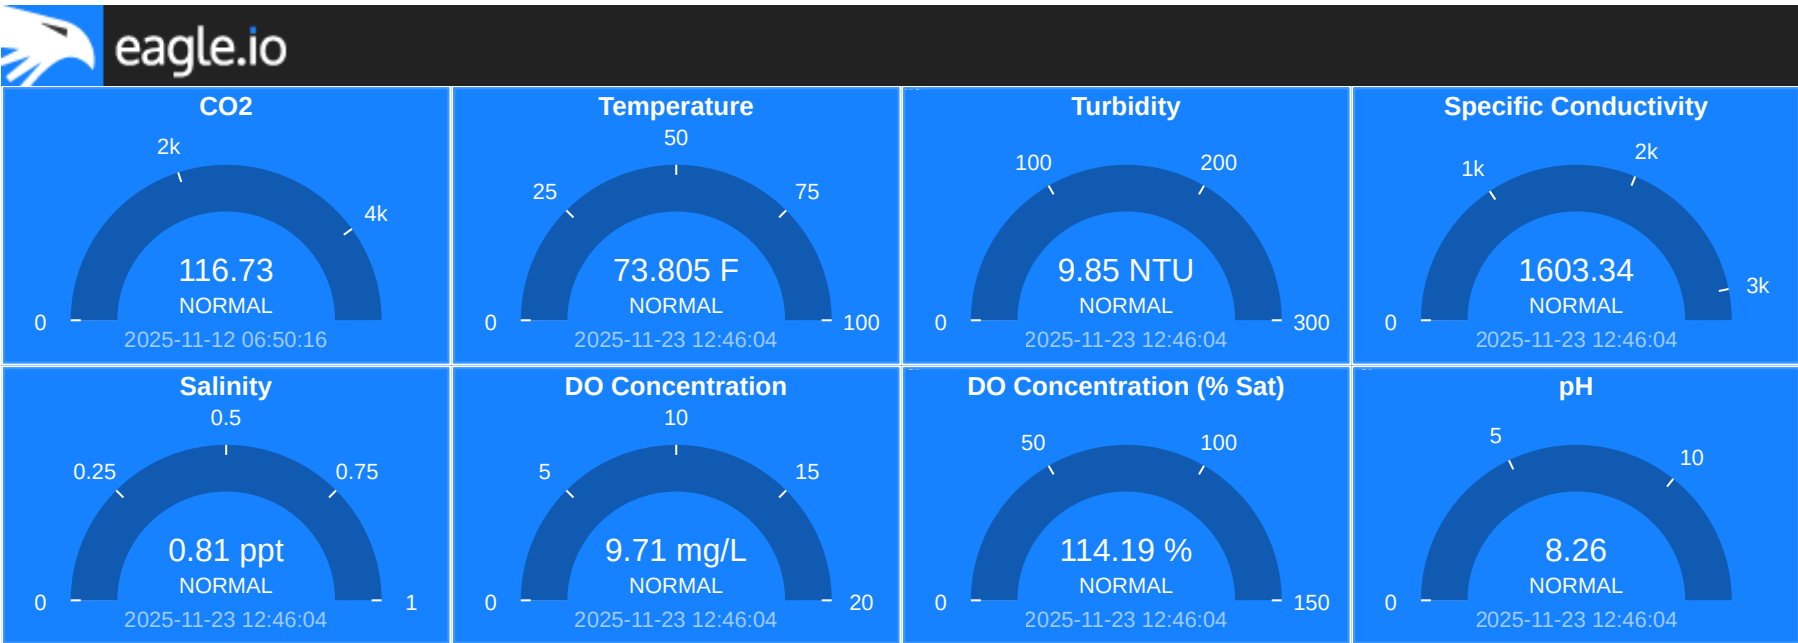 eagle.io
CO2
2k
4k
0
116.73
NORMAL
2025-11-12 06:50:16
Temperature
50
25
75
0
100
73.805 F
NORMAL
2025-11-23 12:46:04
Turbidity
100
200
0
300
9.85 NTU
NORMAL
2025-11-23 12:46:04
Specific Conductivity
2k
1k
3k
0
1603.34
NORMAL
2025-11-23 12:46:04
Salinity
0.5
0.25
0.75
0
1
0.81 ppt
NORMAL
2025-11-23 12:46:04
DO Concentration
10
5
15
0
20
9.71 mg/L
NORMAL
2025-11-23 12:46:04
DO Concentration (% Sat)
50
100
0
150
114.19 %
NORMAL
2025-11-23 12:46:04
pH
5
10
0
8.26
NORMAL
2025-11-23 12:46:04